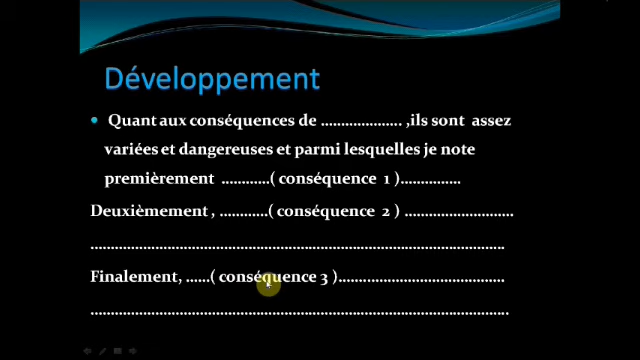 Développement
Quant aux conséquences de .................... ,ils sont assez
variées et dangereuses et parmi lesquelles je note
premièrement ............( conséquence 1 )...............
Deuxièmement , ............( conséquence 2 ) ...........................
.......................................................................................................
Finalement, ......( conséquence 3 ).........................................
........................................................................................................